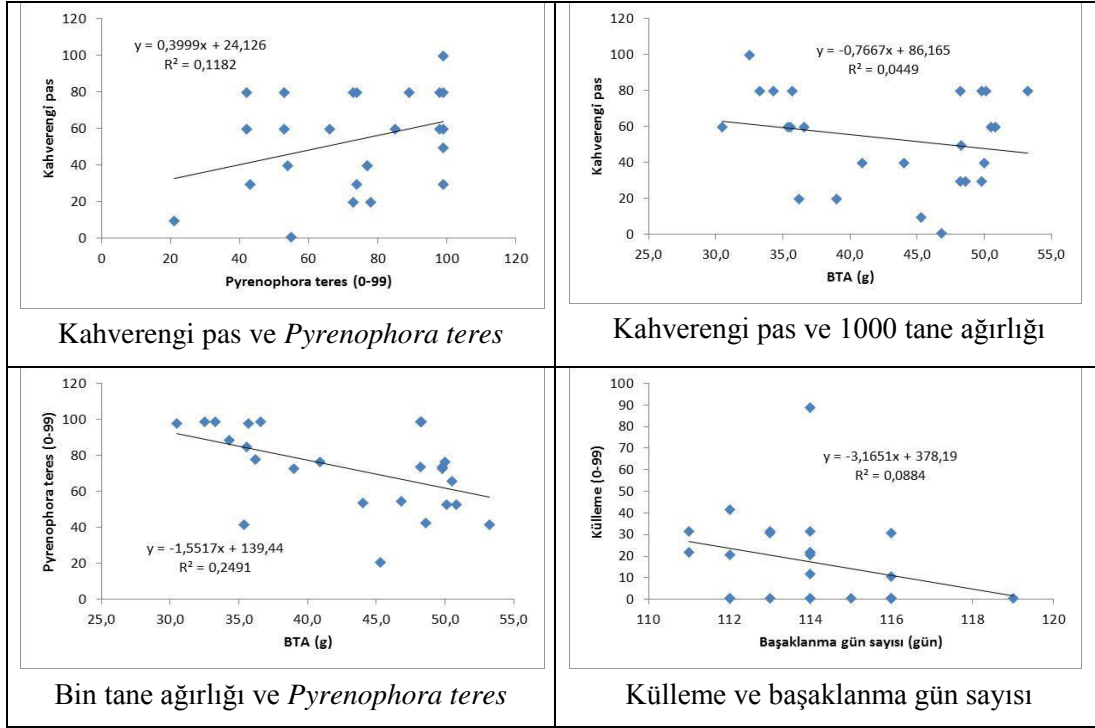 120
100
80
60
40
20
0
Kahverengi pas
y = 0,3999x + 24,126
R² = 0,1182
0 20 40 60 80 100 120
Pyrenophora teres (0-99)
Kahverengi pas ve Pyrenophora teres
120
100
80
60
40
20
0
Kahverengi pas
y = -0,7667x + 86,165
R² = 0,0449
25,0 30,0 35,0 40,0 45,0 50,0 55,0
BTA (g)
Kahverengi pas ve 1000 tane ağırlığı
120
100
80
60
40
20
0
Pyrenophora teres (0-99)
y = -1,5517x + 139,44
R² = 0,2491
25,0 30,0 35,0 40,0 45,0 50,0 55,0
BTA (g)
Bin tane ağırlığı ve Pyrenophora teres
100
90
80
70
60
50
40
30
20
10
0
Külleme (0-99)
y = -3,1651x + 378,19
R² = 0,0884
110 112 114 116 118 120
Başaklanma gün sayısı (gün)
Külleme ve başaklanma gün sayısı